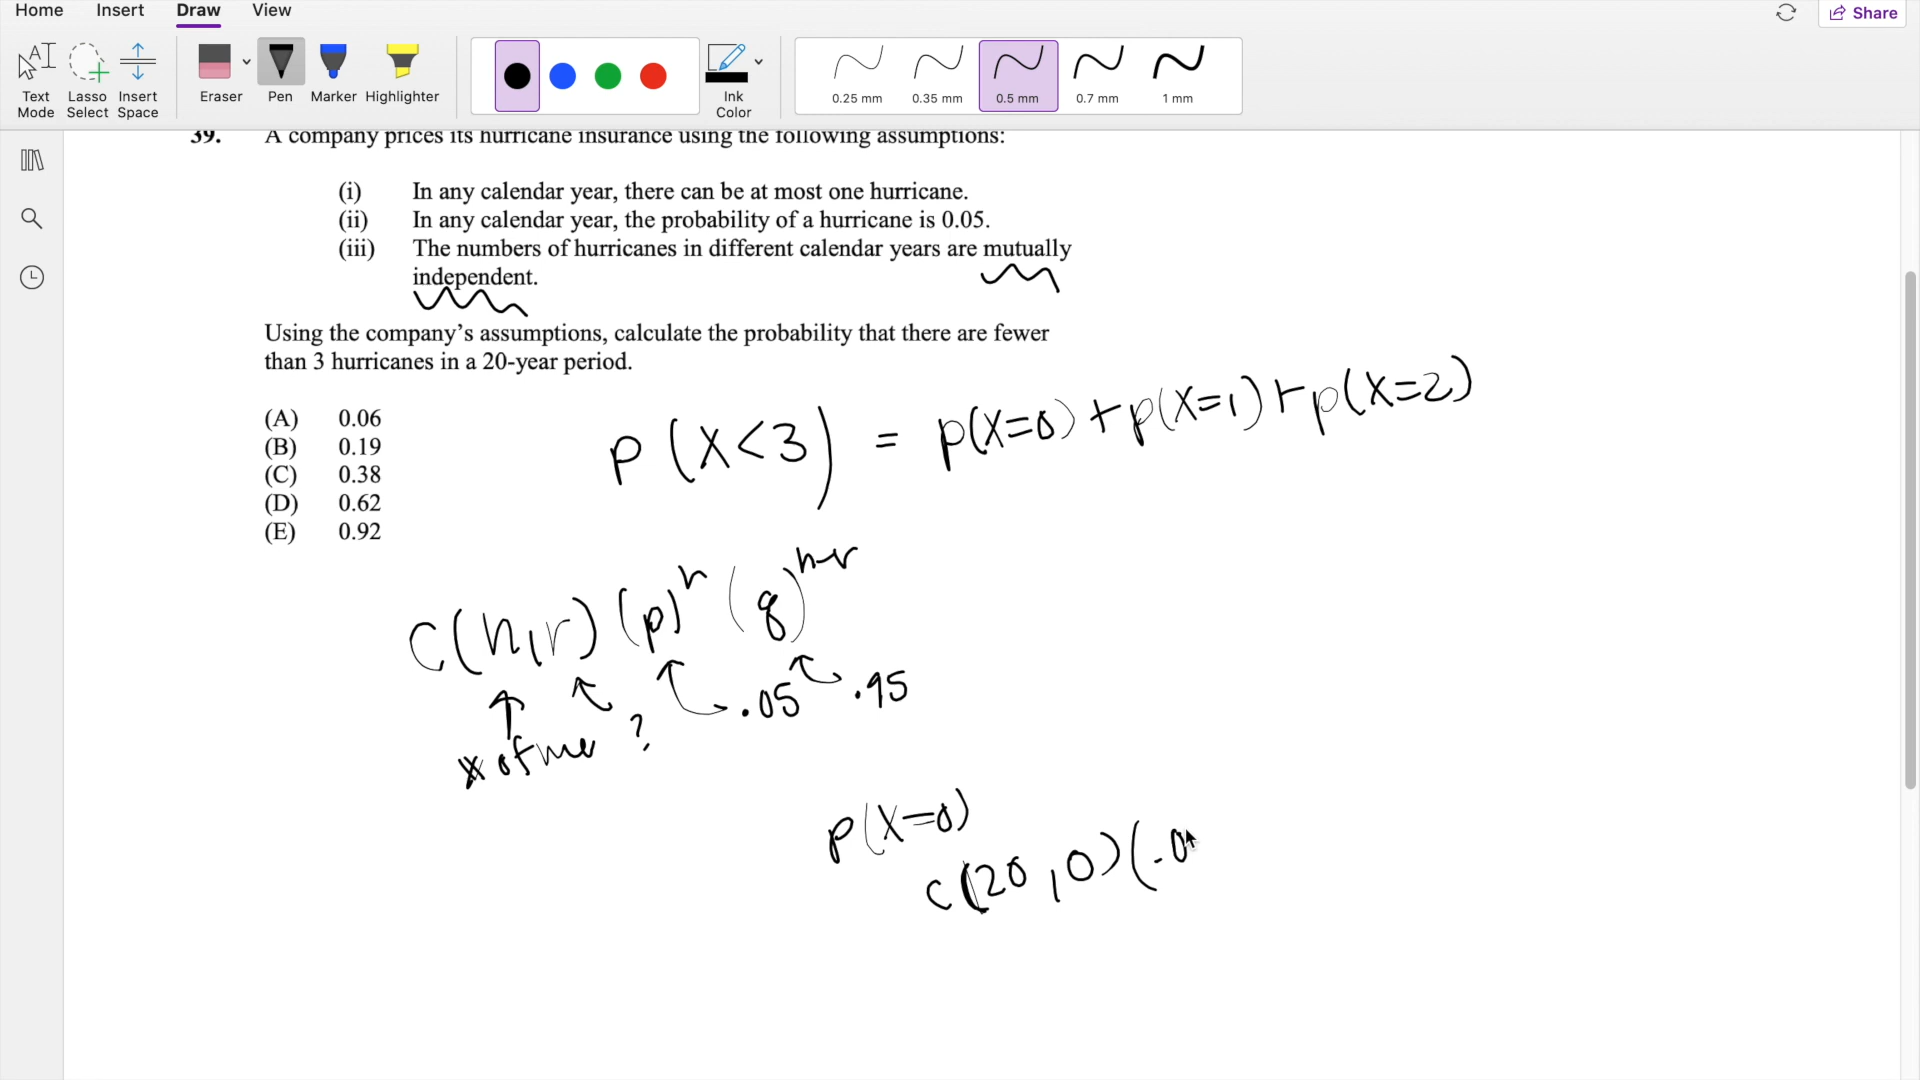 Home Insert Draw View Share
Text Mode Lasso Select Insert Space Eraser Pen Marker Highlighter Ink Color 0.25 mm 0.35 mm 0.5 mm 0.7 mm 1 mm
39. A company prices its hurricane insurance using the following assumptions:
(i) In any calendar year, there can be at most one hurricane.
(ii) In any calendar year, the probability of a hurricane is 0.05.
(iii) The numbers of hurricanes in different calendar years are mutually
independent.
Using the company's assumptions, calculate the probability that there are fewer
than 3 hurricanes in a 20-year period.
(A) 0.06
(B) 0.19
(C) 0.38
(D) 0.62
(E) 0.92
P(X<3) = P(X=0)+P(X=1)+P(X=2)
C(n,r)(p)^r(q)^n-r
.05 .95
of ?
P(X=0)
C(20,0)(.0